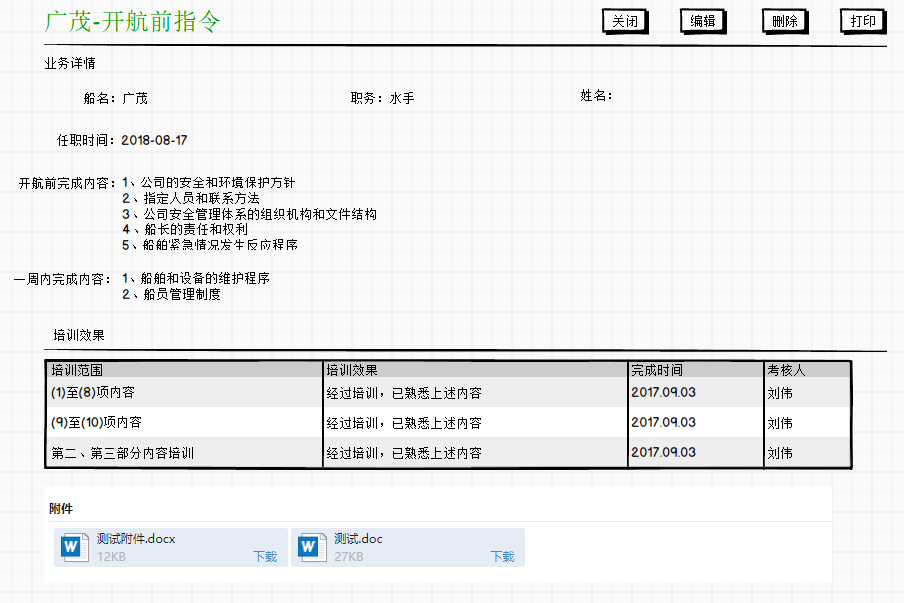 广茂-开航前指令
关闭 编辑 删除 打印
业务详情
船名：广茂 职务：水手 姓名：
任职时间：2018-08-17
开航前完成内容：1、公司的安全和环境保护方针
2、指定人员和联系方法
3、公司安全管理体系的组织机构和文件结构
4、船长的责任和权利
5、船舶紧急情况发生反应程序
一周内完成内容：1、船舶和设备的维护程序
2、船员管理制度
培训效果
培训范围 培训效果 完成时间 考核人
(1)至(8)项内容 经过培训，已熟悉上述内容 2017.09.03 刘伟
(9)至(10)项内容 经过培训，已熟悉上述内容 2017.09.03 刘伟
第二、第三部分内容培训 经过培训，已熟悉上述内容 2017.09.03 刘伟
附件
测试附件.docx 测试.doc
12KB 下载 27KB 下载